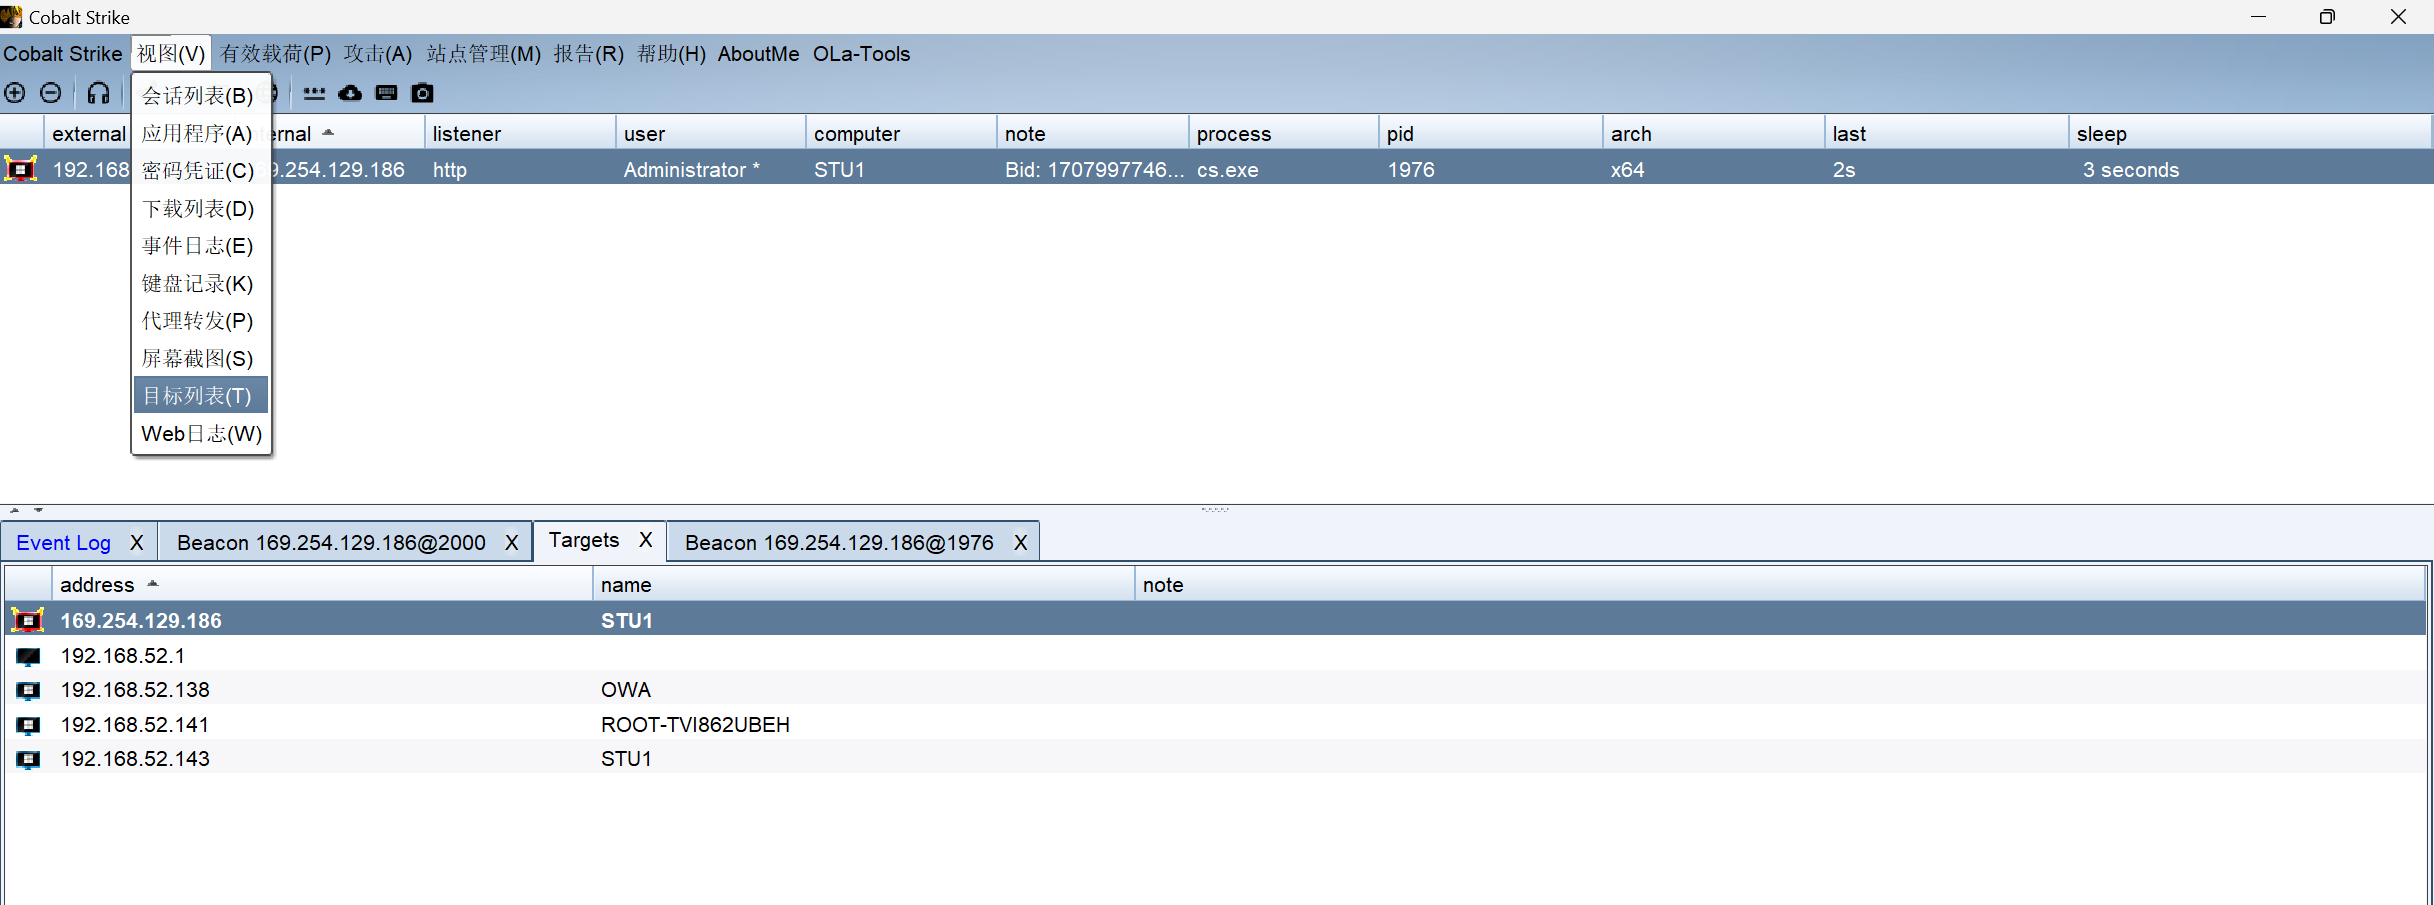 Cobalt Strike
Cobalt Strike 视图(V) 有效载荷(P) 攻击(A) 站点管理(M) 报告(R) 帮助(H) AboutMe OLa-Tools
会话列表(B)
应用程序(A)
密码凭证(C)
下载列表(D)
事件日志(E)
键盘记录(K)
代理转发(P)
屏幕截图(S)
目标列表(T)
Web日志(W)
external ernal listener user computer note process pid arch last sleep
192.168 9.254.129.186 http Administrator * STU1 Bid: 1707997746... cs.exe 1976 x64 2s 3 seconds
Event Log X Beacon 169.254.129.186@2000 X Targets X Beacon 169.254.129.186@1976 X
address name note
169.254.129.186 STU1
192.168.52.1
192.168.52.138 OWA
192.168.52.141 ROOT-TVI862UBEH
192.168.52.143 STU1